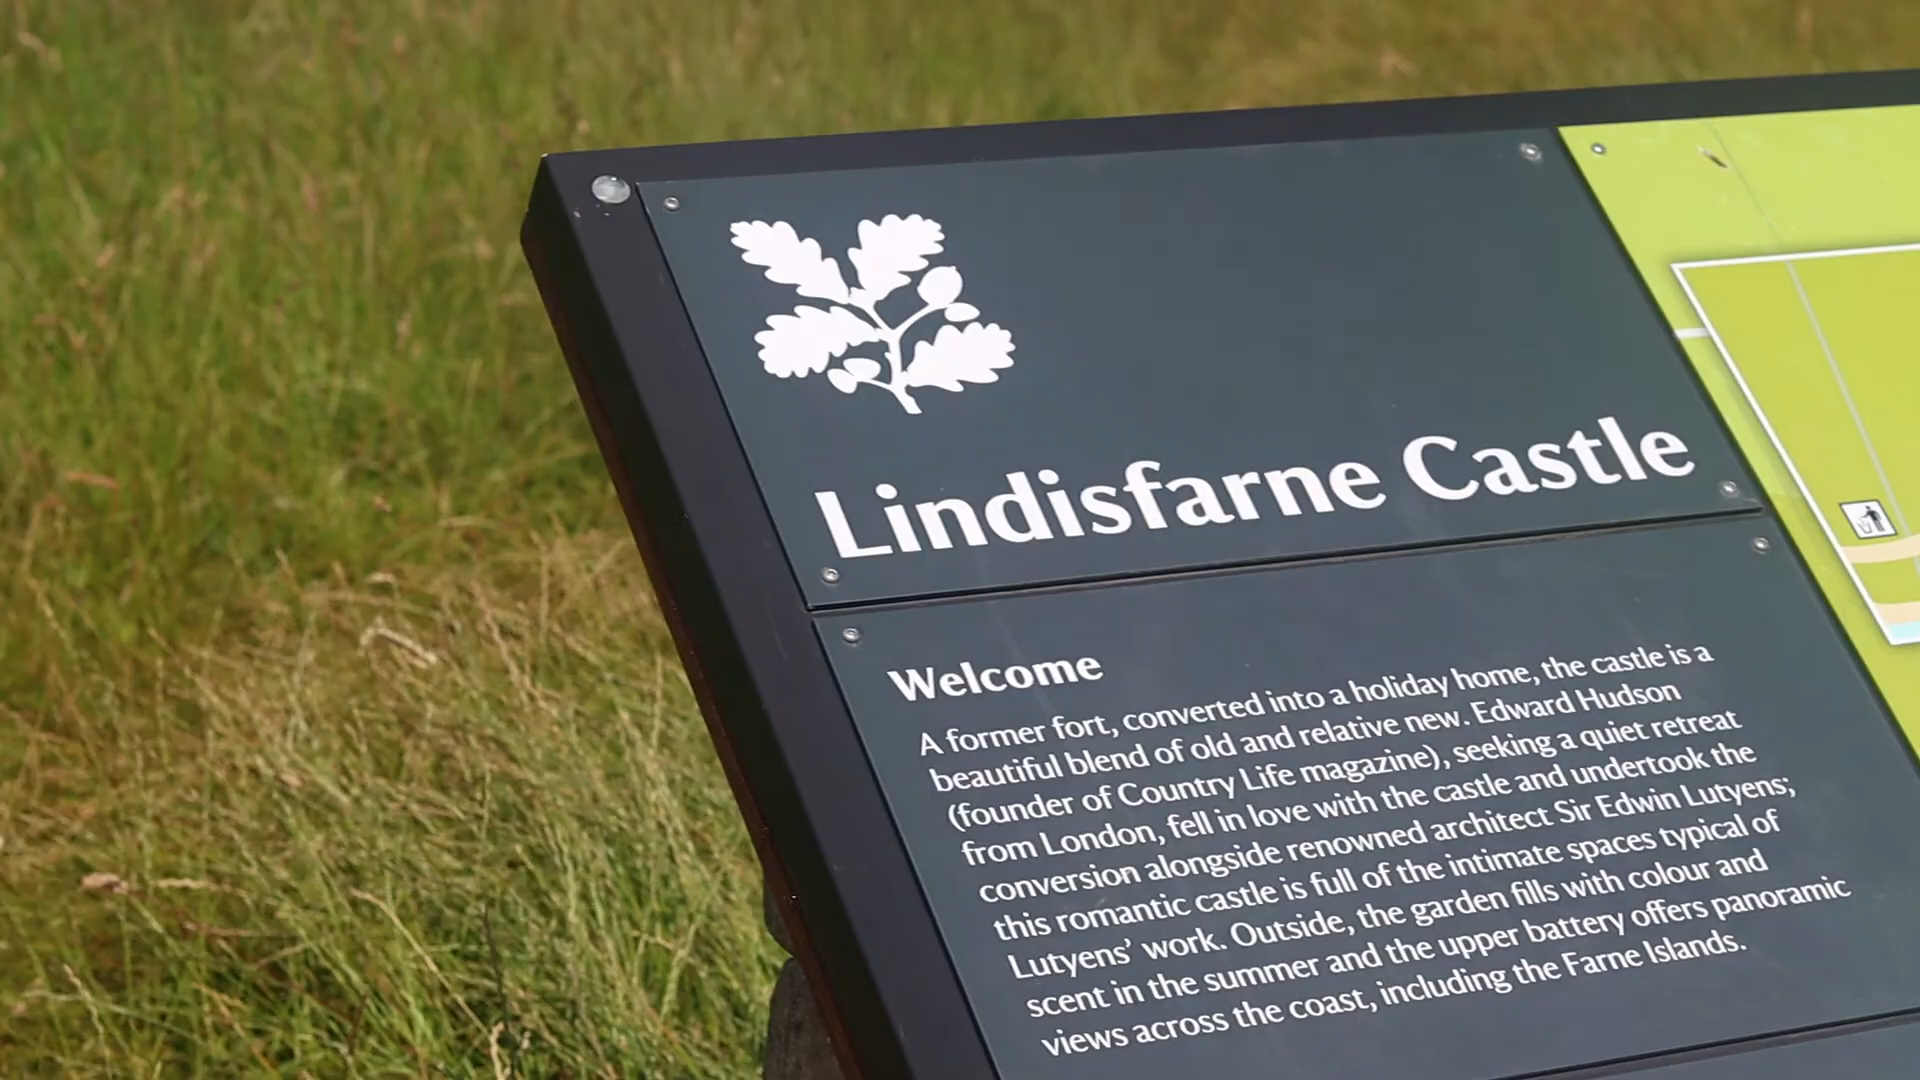 Lindisfarne Castle
Welcome
A former fort, converted into a holiday home, the castle is a
beautiful blend of old and relative new. Edward Hudson
(founder of Country Life magazine), seeking a quiet retreat
from London, fell in love with the castle and undertook the
conversion alongside renowned architect Sir Edwin Lutyens;
this romantic castle is full of the intimate spaces typical of
Lutyens’ work. Outside, the garden fills with colour and
scent in the summer and the upper battery offers panoramic
views across the coast, including the Farne Islands.